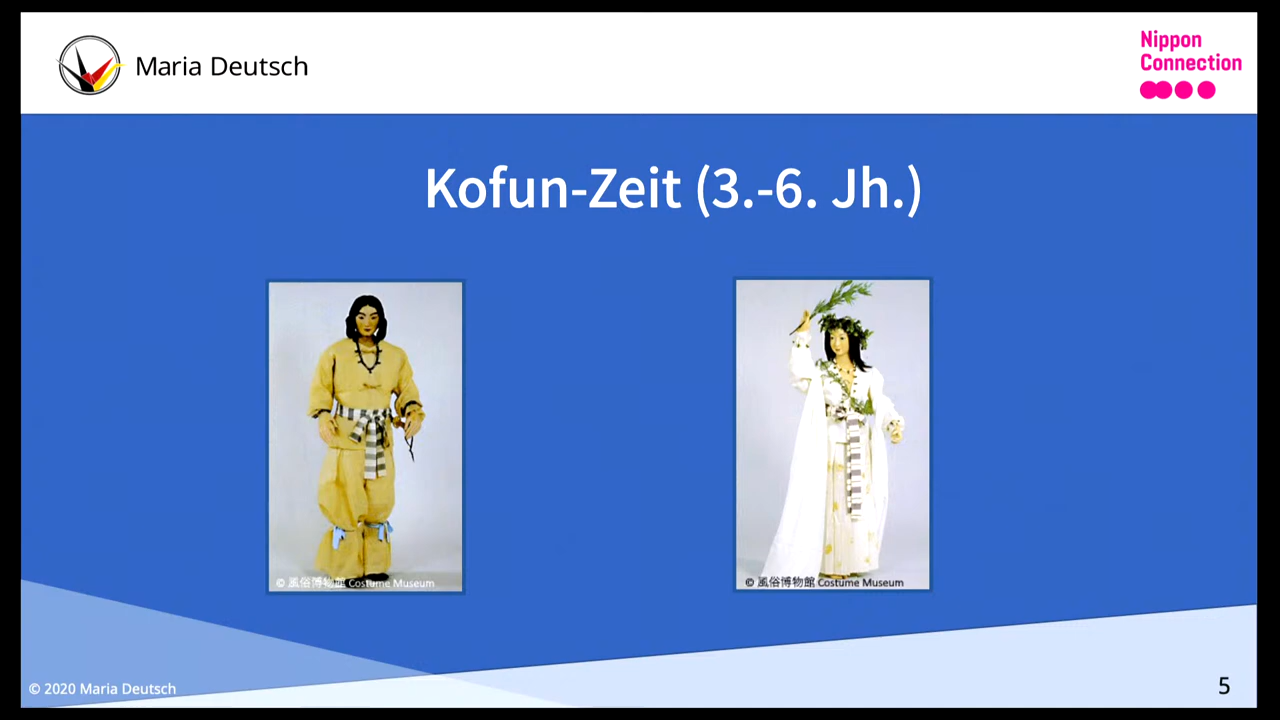 Maria Deutsch
Nippon
Connection
Kofun-Zeit (3.-6. Jh.)
© 風俗博物館 Costume Museum
© 風俗博物館 Costume Museum
© 2020 Maria Deutsch
5